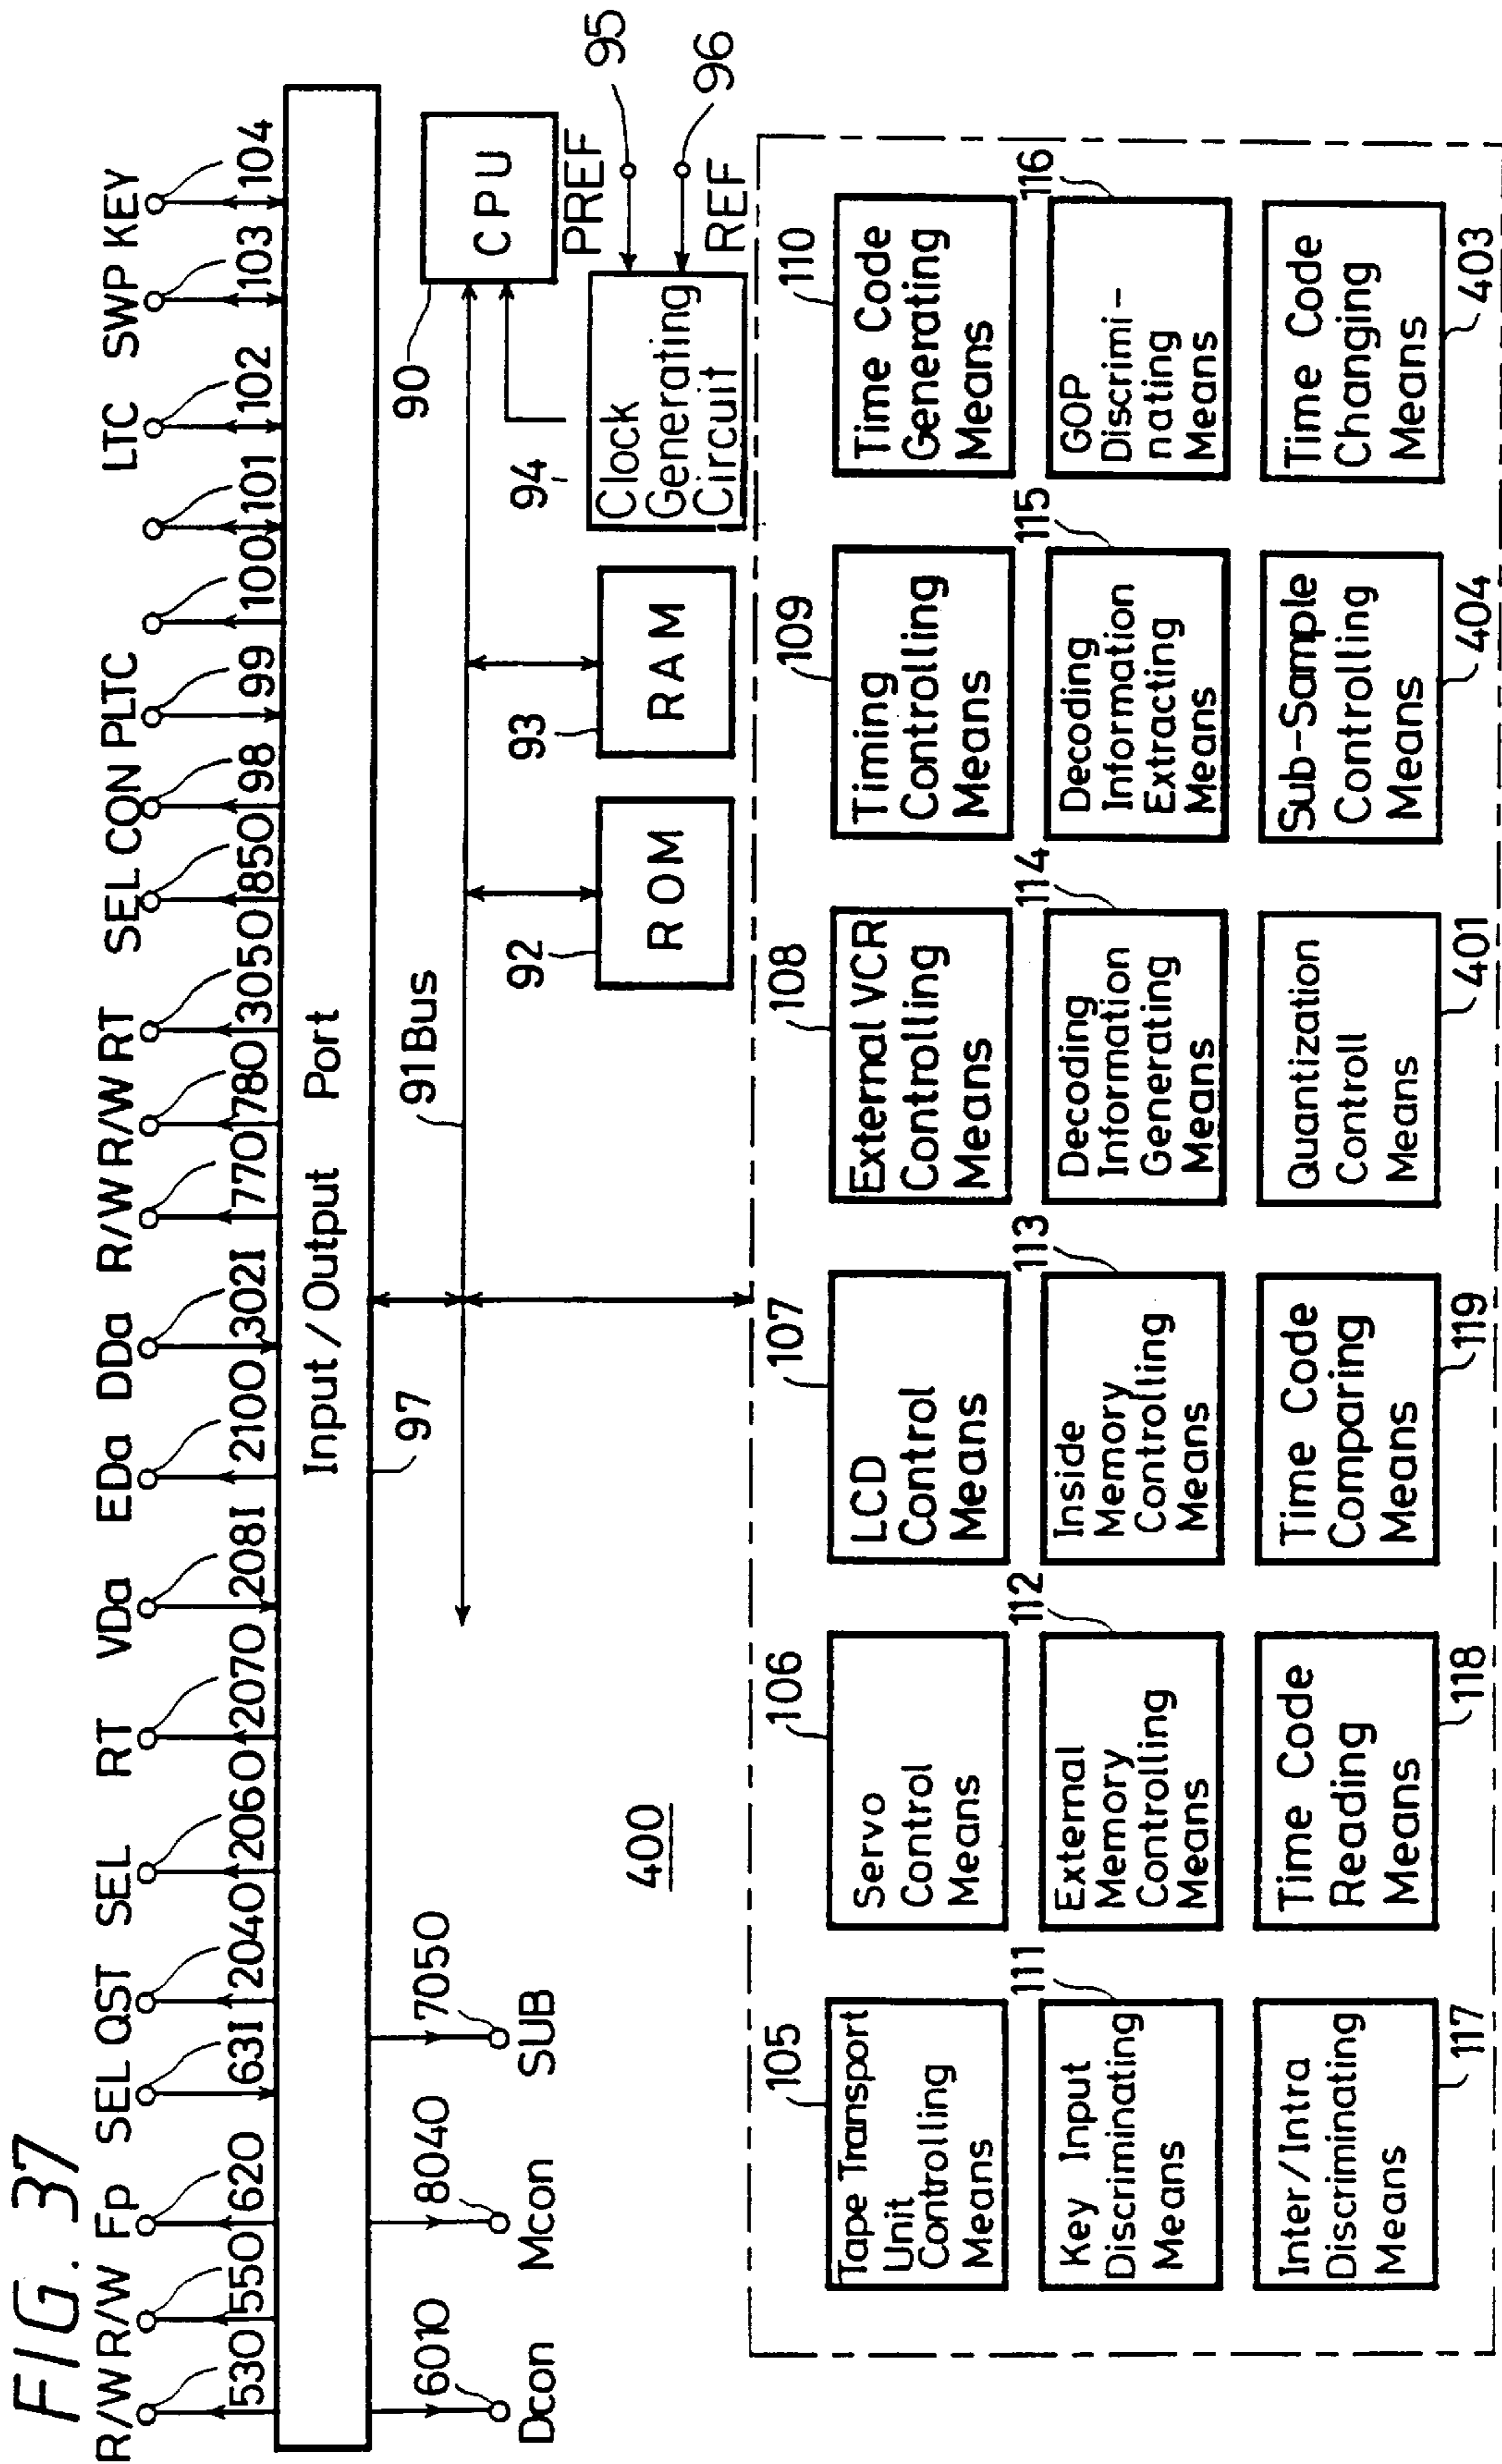 FIG. 37
R/W R/W Fp SEL QST SEL RT VDa EDa DDa R/W R/W RT SEL CON PLTC LTC SWP KEY
530 550 620 63I 2040 2060 2070 208I 2100 302I 770 780 3050 850 98 99 100 101 102 103 104
Input / Output Port
97
6010 8040 7050
Dcon Mcon SUB
91 Bus
90
CPU
PREF
95
REF
96
94
Clock
Generating
Circuit
93
RAM
92
ROM
400
105
Tape Transport
Unit
Controlling
Means
106
Servo
Control
Means
107
LCD
Control
Means
108
External VCR
Controlling
Means
109
Timing
Controlling
Means
110
Time Code
Generating
Means
111
Key Input
Discriminating
Means
112
External
Memory
Controlling
Means
113
Inside
Memory
Controlling
Means
114
Decoding
Information
Generating
Means
115
Decoding
Information
Extracting
Means
116
GOP
Discrimi-
nating
Means
Inter/Intra
Discriminating
Means
117
Time Code
Reading
Means
118
Time Code
Comparing
Means
119
Quantization
Controll
Means
401
Sub-Sample
Controlling
Means
404
Time Code
Changing
Means
403